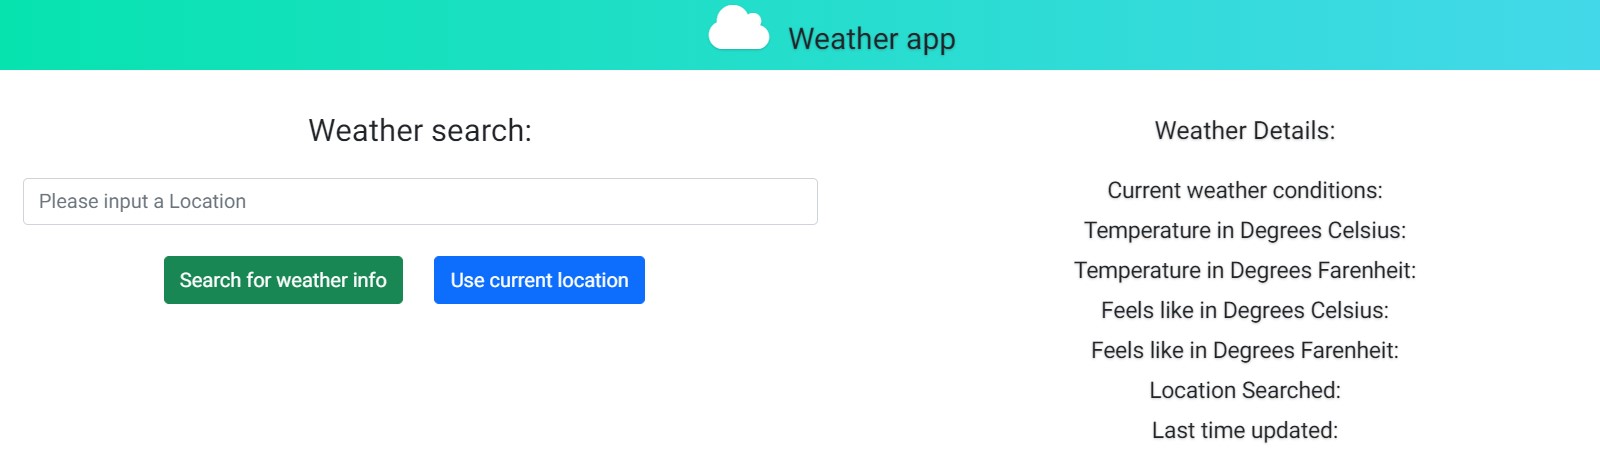 Weather app
Weather search:
Please input a Location
Search for weather info
Use current location
Weather Details:
Current weather conditions:
Temperature in Degrees Celsius:
Temperature in Degrees Farenheit:
Feels like in Degrees Celsius:
Feels like in Degrees Farenheit:
Location Searched:
Last time updated: